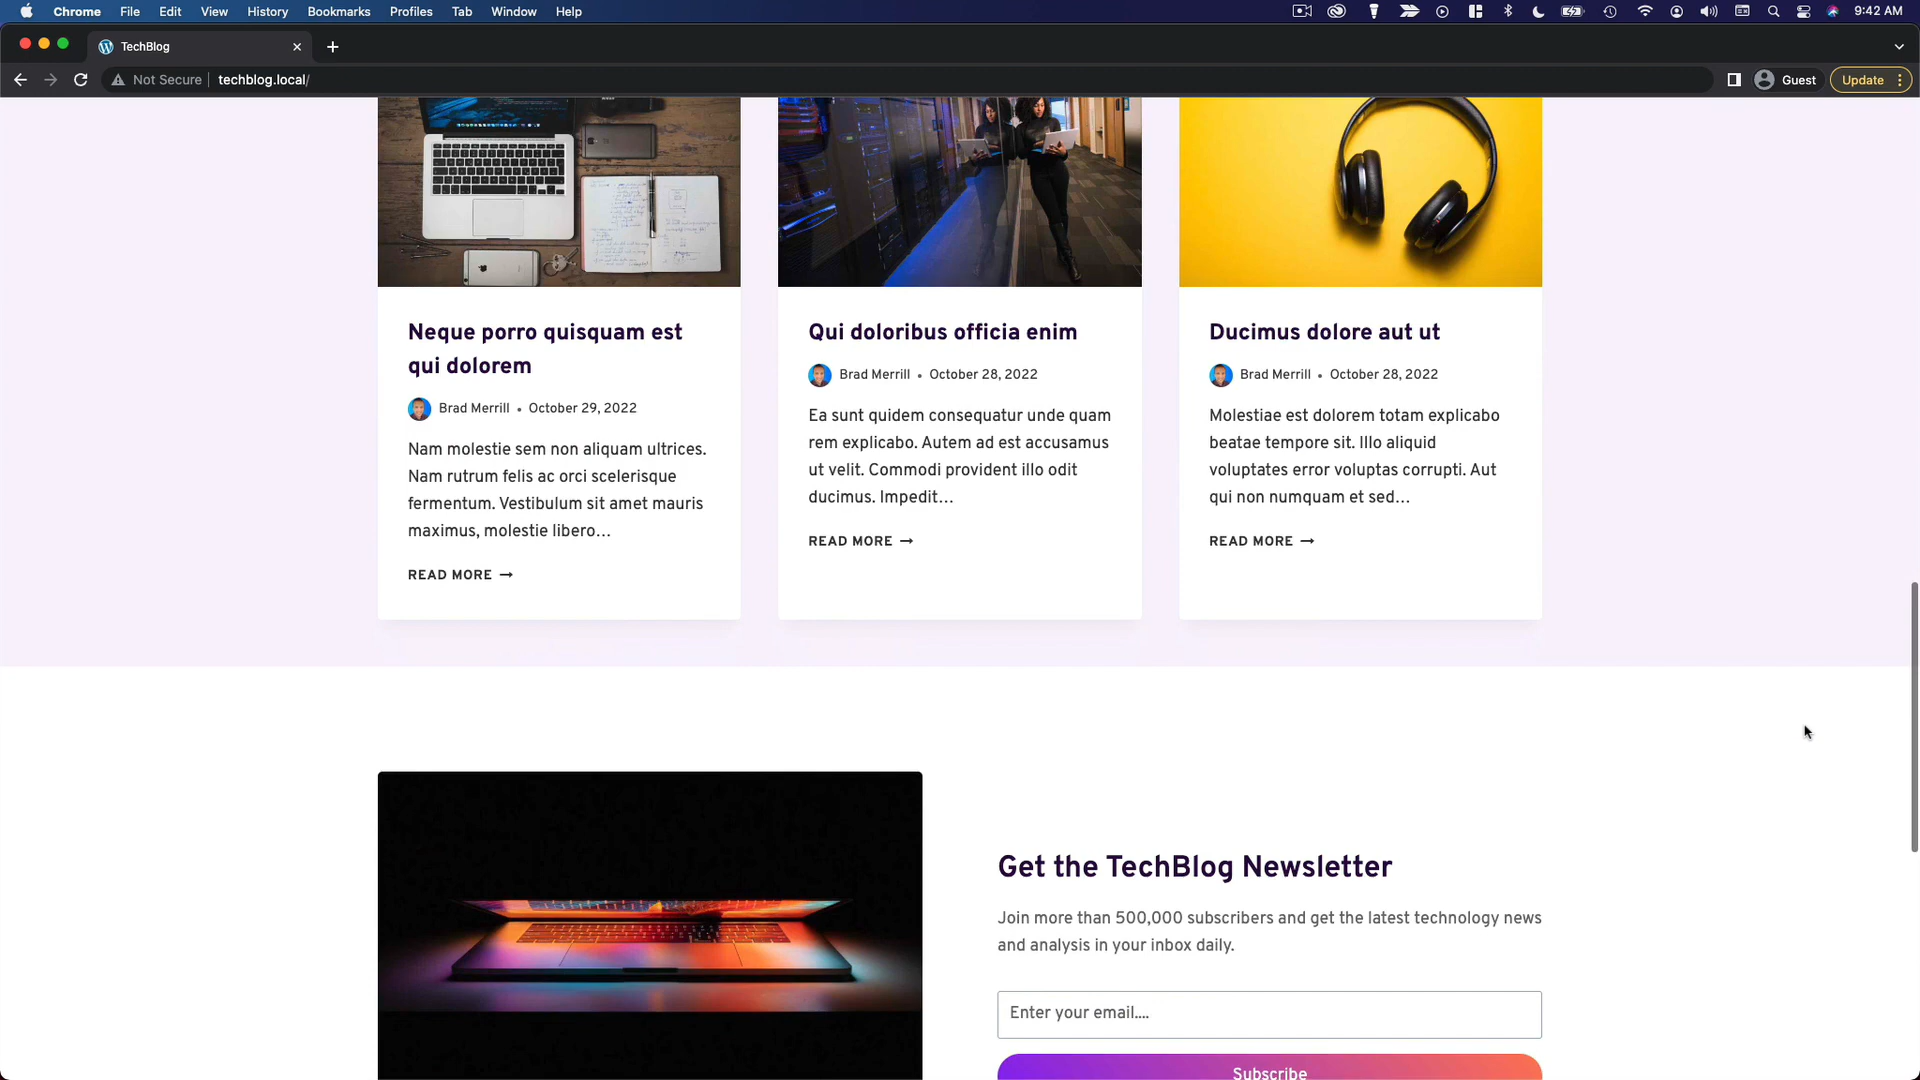 Chrome File Edit View History Bookmarks Profiles Tab Window Help 9:42 AM
TechBlog
Not Secure techblog.local/ Guest Update
Neque porro quisquam est
qui dolorem
Brad Merrill • October 29, 2022
Nam molestie sem non aliquam ultrices.
Nam rutrum felis ac orci scelerisque
fermentum. Vestibulum sit amet mauris
maximus, molestie libero…
READ MORE →
Qui doloribus officia enim
Brad Merrill • October 28, 2022
Ea sunt quidem consequatur unde quam
rem explicabo. Autem ad est accusamus
ut velit. Commodi provident illo odit
ducimus. Impedit…
READ MORE →
Ducimus dolore aut ut
Brad Merrill • October 28, 2022
Molestiae est dolorem totam explicabo
beatae tempore sit. Illo aliquid
voluptates error voluptas corrupti. Aut
qui non numquam et sed…
READ MORE →
Get the TechBlog Newsletter
Join more than 500,000 subscribers and get the latest technology news
and analysis in your inbox daily.
Enter your email....
Subscribe